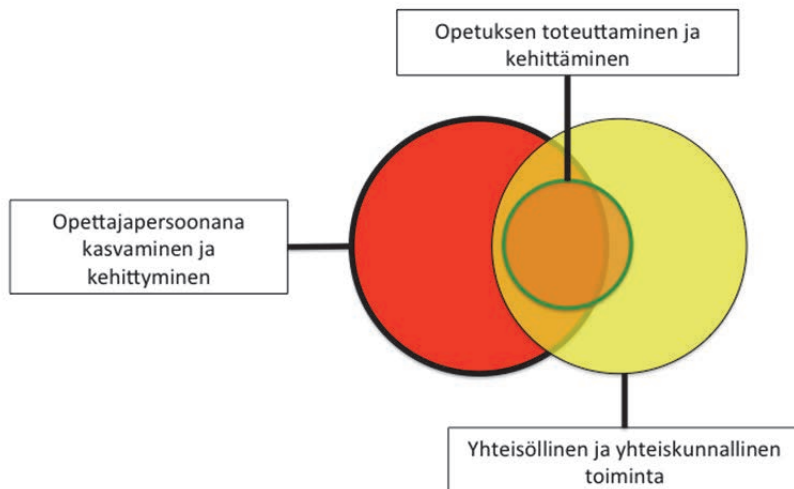 Opetuksen toteuttaminen ja
kehittäminen
Opettajapersoonana
kasvaminen ja
kehittyminen
Yhteisöllinen ja yhteiskunnallinen
toiminta